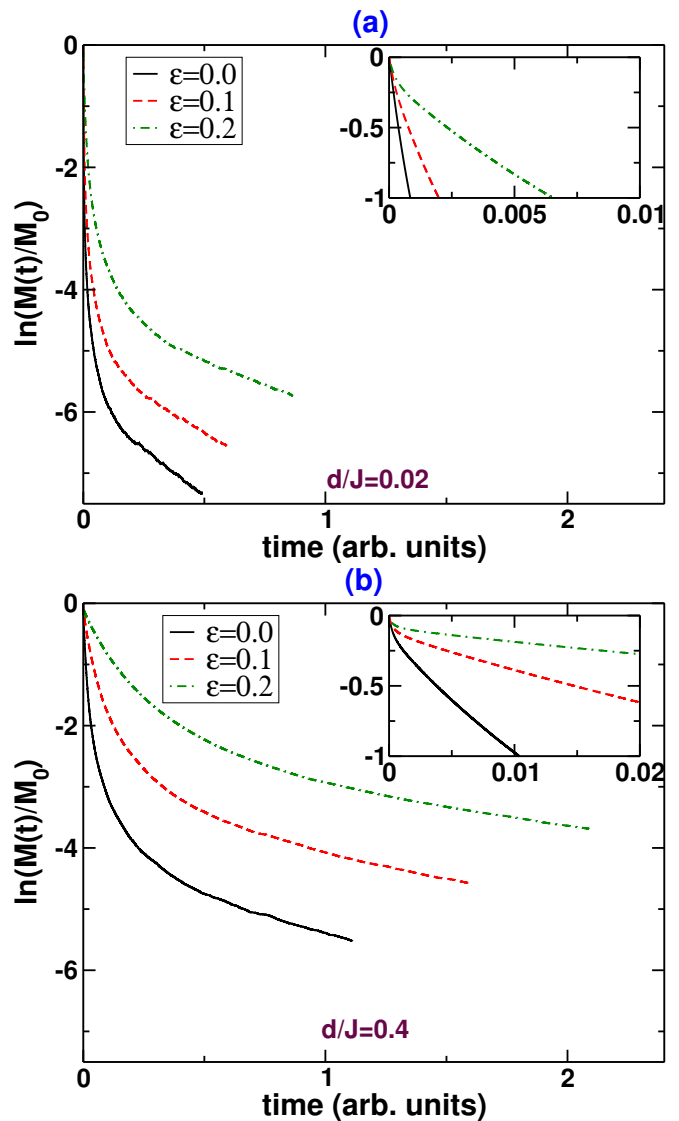 (a)
0
-2
-4
-6
ln(M(t)/M₀)
ε=0.0
ε=0.1
ε=0.2
0
-0.5
-1
0
0.005
0.01
d/J=0.02
0
1
2
time (arb. units)
(b)
0
-2
-4
-6
ln(M(t)/M₀)
ε=0.0
ε=0.1
ε=0.2
0
-0.5
-1
0
0.01
0.02
d/J=0.4
0
1
2
time (arb. units)